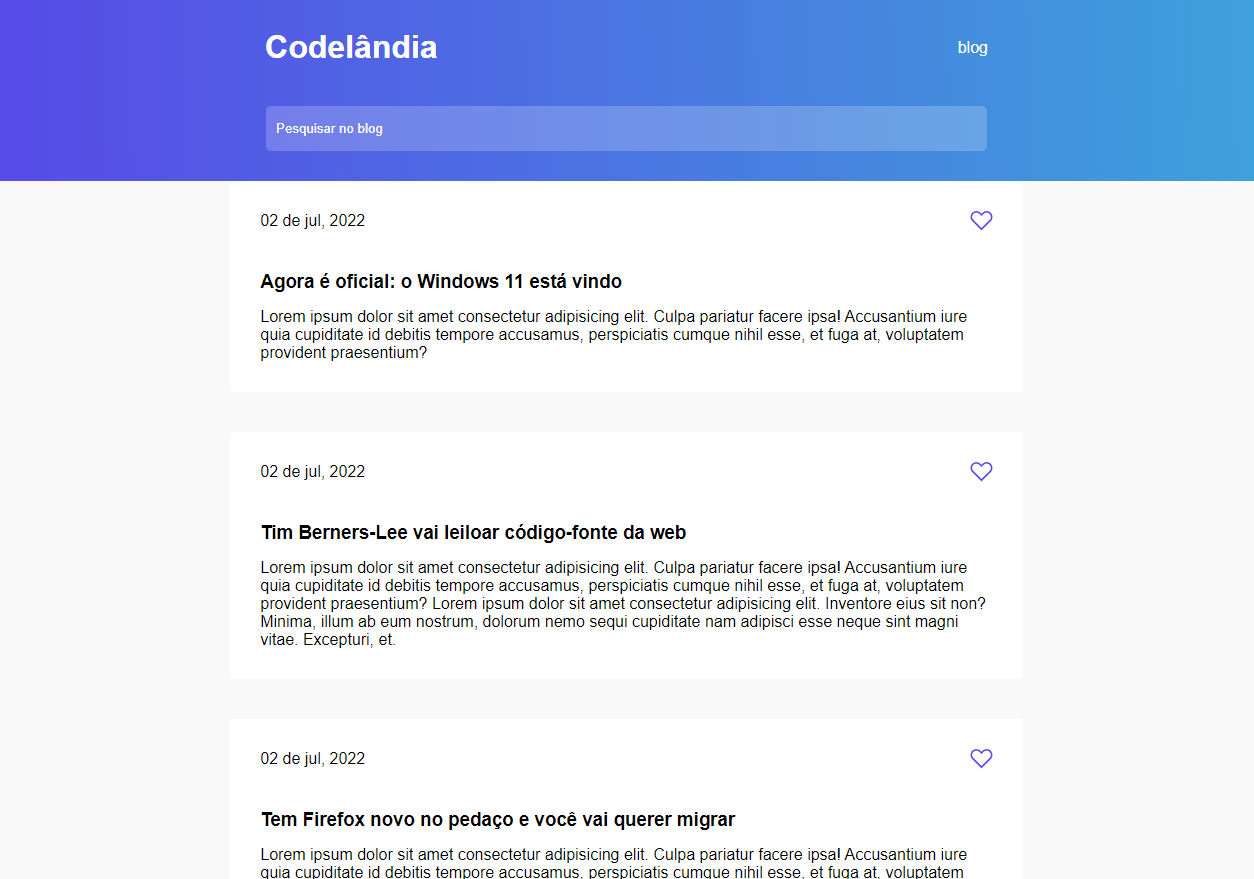 Codelândia
blog
Pesquisar no blog
02 de jul, 2022
Agora é oficial: o Windows 11 está vindo
Lorem ipsum dolor sit amet consectetur adipisicing elit. Culpa pariatur facere ipsa! Accusantium iure
quia cupiditate id debitis tempore accusamus, perspiciatis cumque nihil esse, et fuga at, voluptatem
provident praesentium?
02 de jul, 2022
Tim Berners-Lee vai leiloar código-fonte da web
Lorem ipsum dolor sit amet consectetur adipisicing elit. Culpa pariatur facere ipsa! Accusantium iure
quia cupiditate id debitis tempore accusamus, perspiciatis cumque nihil esse, et fuga at, voluptatem
provident praesentium? Lorem ipsum dolor sit amet consectetur adipisicing elit. Inventore eius sit non?
Minima, illum ab eum nostrum, dolorum nemo sequi cupiditate nam adipisci esse neque sint magni
vitae. Excepturi, et.
02 de jul, 2022
Tem Firefox novo no pedaço e você vai querer migrar
Lorem ipsum dolor sit amet consectetur adipisicing elit. Culpa pariatur facere ipsa! Accusantium iure
quia cupiditate id debitis tempore accusamus, perspiciatis cumque nihil esse, et fuga at, voluptatem